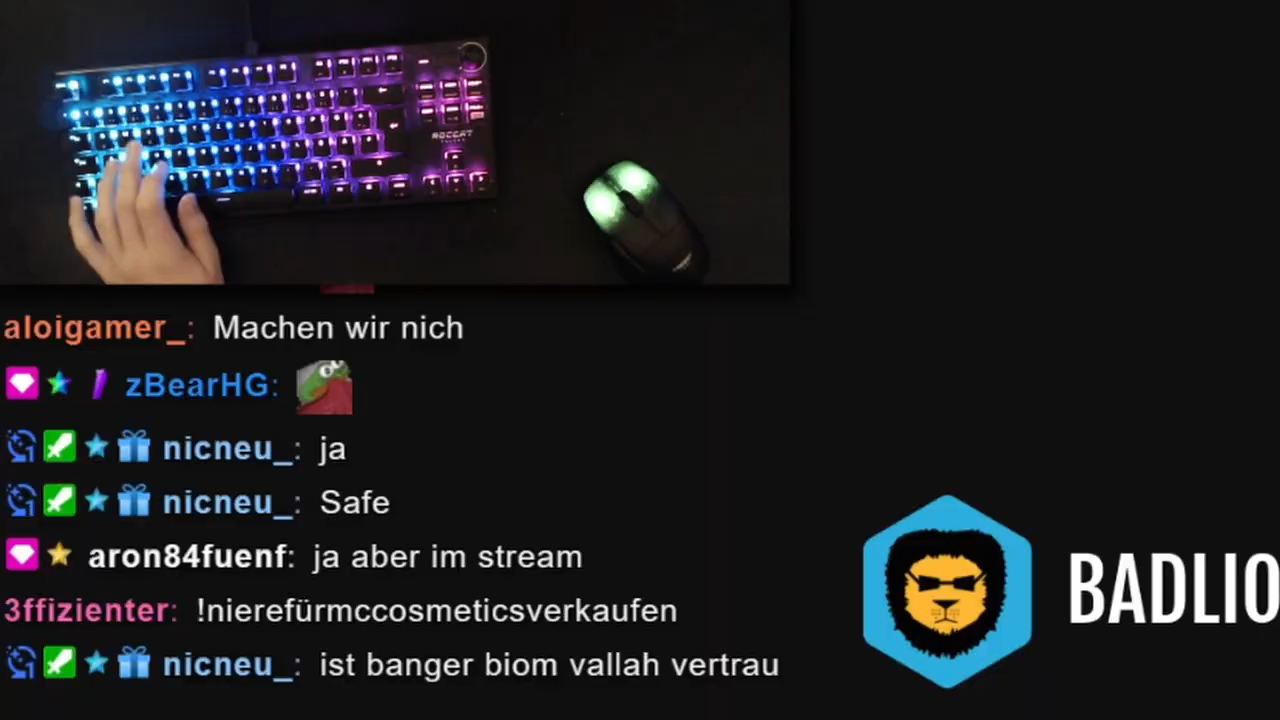 ROCCAT
aloigamer_: Machen wir nich
zBearHG:
nicneu_: ja
nicneu_: Safe
aron84fuenf: ja aber im stream
3ffizienter: !nierefürmccosmeticsverkaufen
nicneu_: ist banger biom vallah vertrau
BADLIO